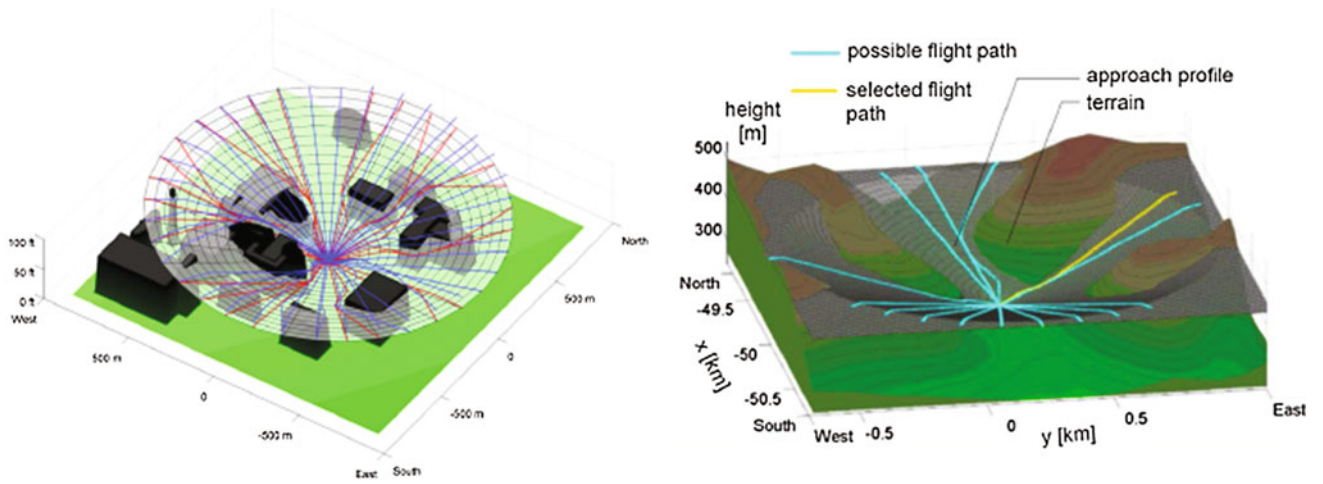 100 ft
50 ft
0 ft
West
500 m
0
-500 m
East
South
-500 m
0
500 m
North
possible flight path
selected flight
path
approach profile
terrain
height
[m]
500
400
300
North
-49.5
-50
-50.5
x [km]
South
West
-0.5
0
0.5
y [km]
East